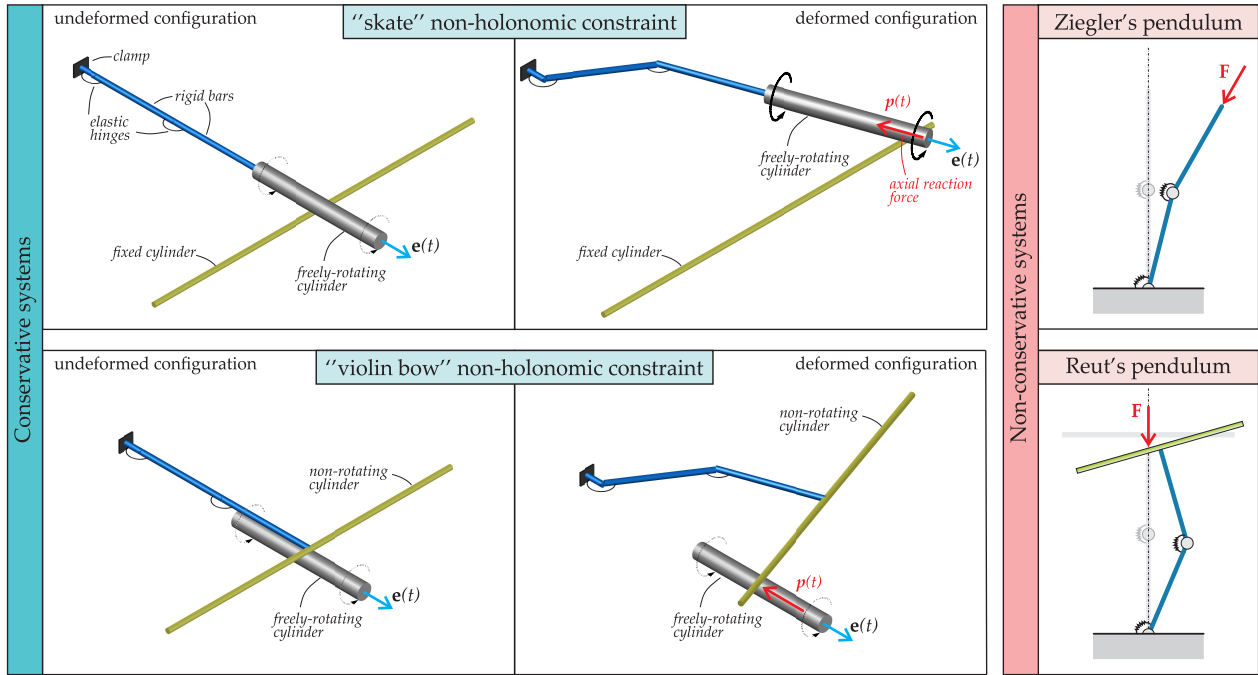 Conservative systems
undeformed configuration
''skate'' non-holonomic constraint
deformed configuration
clamp
rigid bars
elastic
hinges
fixed cylinder
freely-rotating
cylinder
e(t)
p(t)
freely-rotating
cylinder
e(t)
axial reaction
force
fixed cylinder
undeformed configuration
''violin bow'' non-holonomic constraint
deformed configuration
non-rotating
cylinder
freely-rotating
cylinder
e(t)
non-rotating
cylinder
p(t)
freely-rotating
cylinder
e(t)
Non-conservative systems
Ziegler's pendulum
F
Reut's pendulum
F